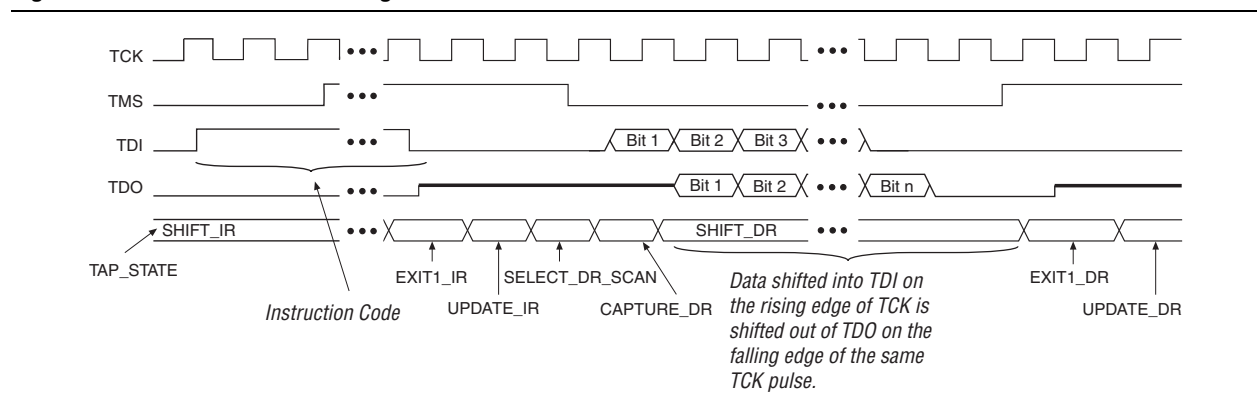 TCK
TMS
TDI
Bit 1 Bit 2 Bit 3
TDO
Bit 1 Bit 2 Bit n
SHIFT_IR SHIFT_DR
TAP_STATE
EXIT1_IR SELECT_DR_SCAN EXIT1_DR
Instruction Code UPDATE_IR CAPTURE_DR UPDATE_DR
Data shifted into TDI on
the rising edge of TCK is
shifted out of TDO on the
falling edge of the same
TCK pulse.